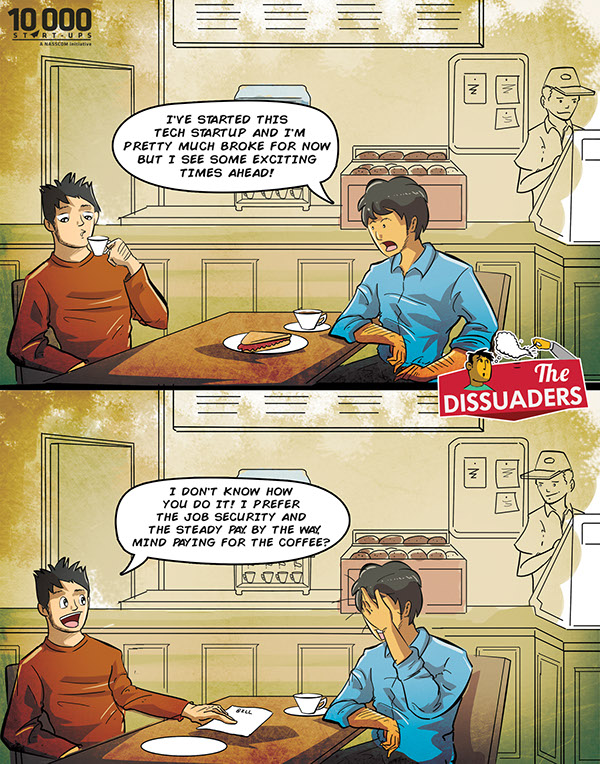 10 000
START-UPS
A NASSCOM initiative
I'VE STARTED THIS
TECH STARTUP AND I'M
PRETTY MUCH BROKE FOR NOW
BUT I SEE SOME EXCITING
TIMES AHEAD!
The
DISSUADERS
I DON'T KNOW HOW
YOU DO IT! I PREFER
THE JOB SECURITY AND
THE STEADY PAY. BY THE WAY,
MIND PAYING FOR THE COFFEE?
BILL